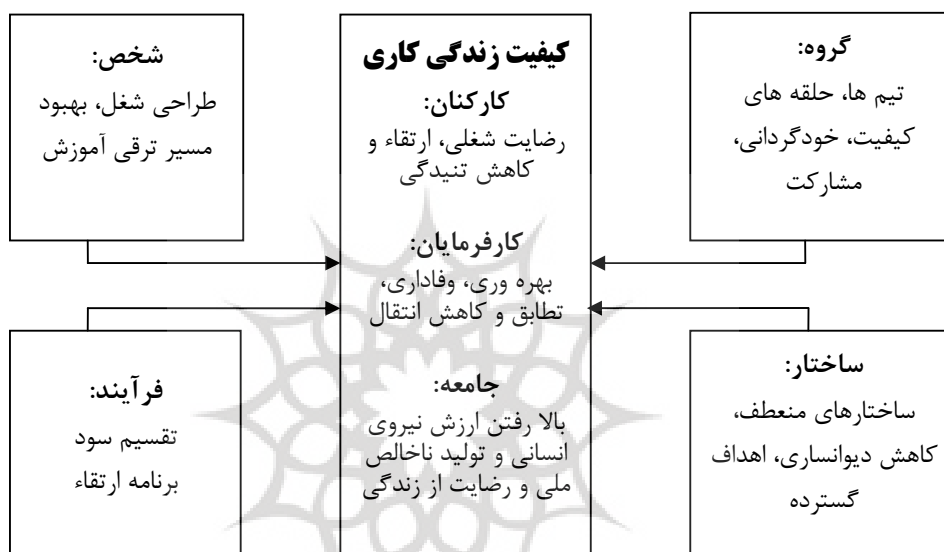 گروه:
تیم ها، حلقه های
کیفیت، خودگردانی،
مشارکت
کیفیت زندگی کاری
کارکنان:
رضایت شغلی، ارتقاء و
کاهش تنیدگی
کارفرمایان:
بهره وری، وفاداری،
تطابق و کاهش انتقال
جامعه:
بالا رفتن ارزش نیروی
انسانی و تولید ناخالص
ملی و رضایت از زندگی
شخص:
طراحی شغل، بهبود
مسیر ترقی آموزش
ساختار:
ساختارهای منعطف،
کاهش دیوانساری، اهداف
گسترده
فرآیند:
تقسیم سود
برنامه ارتقاء